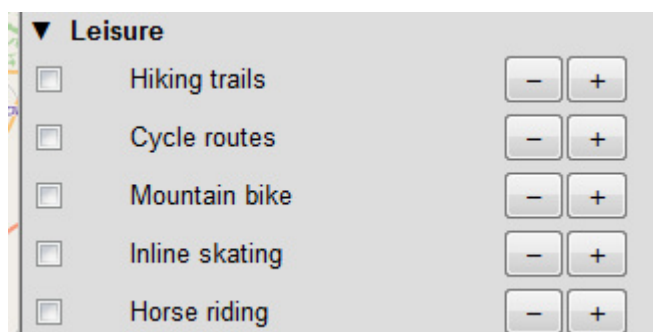 ▼ Leisure
Hiking trails − +
Cycle routes − +
Mountain bike − +
Inline skating − +
Horse riding − +